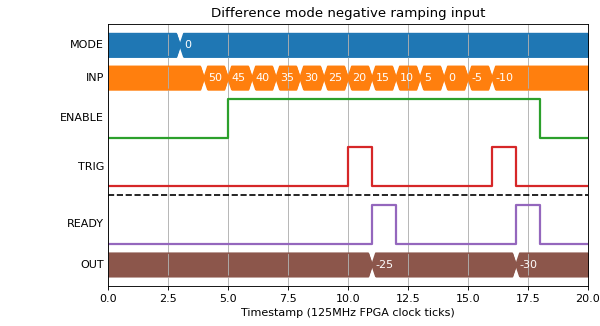 Difference mode negative ramping input
MODE 0
INP 50 45 40 35 30 25 20 15 10 5 0 -5 -10
ENABLE
TRIG
READY
OUT -25 -30
0.0 2.5 5.0 7.5 10.0 12.5 15.0 17.5 20.0
Timestamp (125MHz FPGA clock ticks)